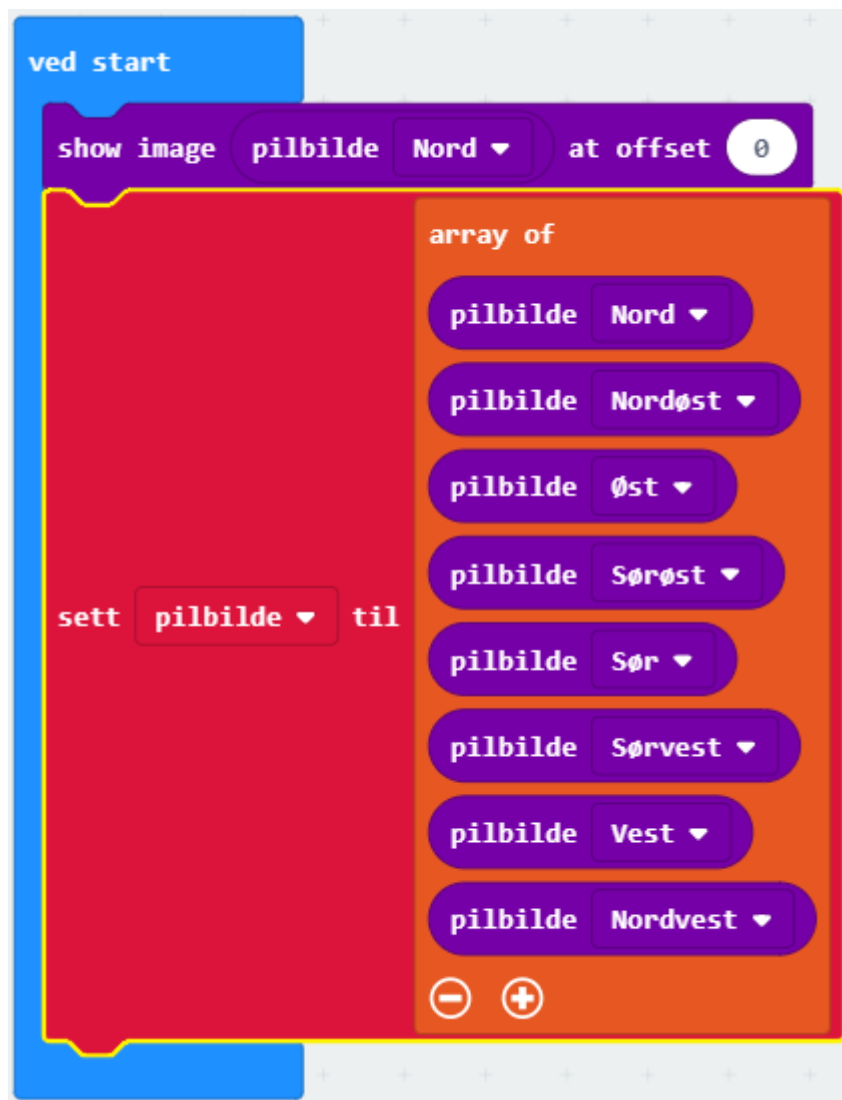 ved start
show image pilbilde Nord at offset 0
array of
pilbilde Nord
pilbilde Nordøst
pilbilde Øst
pilbilde Sørøst
sett pilbilde til
pilbilde Sør
pilbilde Sørvest
pilbilde Vest
pilbilde Nordvest